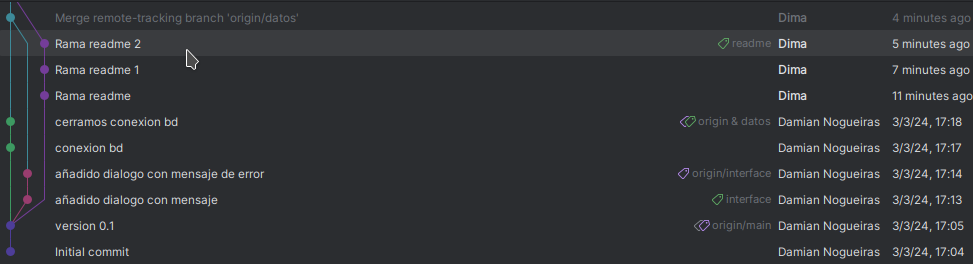 Merge remote-tracking branch 'origin/datos' Dima 4 minutes ago
Rama readme 2 readme Dima 5 minutes ago
Rama readme 1 Dima 7 minutes ago
Rama readme Dima 11 minutes ago
cerramos conexion bd origin & datos Damian Nogueiras 3/3/24, 17:18
conexion bd Damian Nogueiras 3/3/24, 17:17
añadido dialogo con mensaje de error origin/interface Damian Nogueiras 3/3/24, 17:14
añadido dialogo con mensaje interface Damian Nogueiras 3/3/24, 17:13
version 0.1 origin/main Damian Nogueiras 3/3/24, 17:05
Initial commit Damian Nogueiras 3/3/24, 17:04